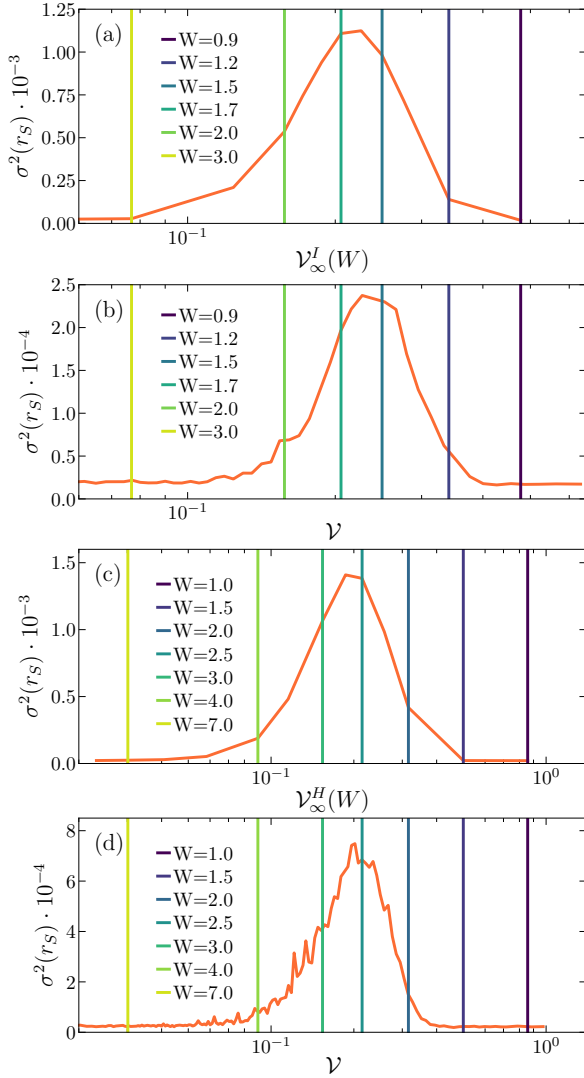 (a)
W=0.9
W=1.2
W=1.5
W=1.7
W=2.0
W=3.0
1.25
1.00
0.75
0.50
0.25
0.00
σ²(r_S) · 10⁻³
10⁻¹
𝒱^I_∞(W)
(b)
W=0.9
W=1.2
W=1.5
W=1.7
W=2.0
W=3.0
2.5
2.0
1.5
1.0
0.5
0.0
σ²(r_S) · 10⁻⁴
10⁻¹
𝒱
(c)
W=1.0
W=1.5
W=2.0
W=2.5
W=3.0
W=4.0
W=7.0
1.5
1.0
0.5
0.0
σ²(r_S) · 10⁻³
10⁻¹
10⁰
𝒱^H_∞(W)
(d)
W=1.0
W=1.5
W=2.0
W=2.5
W=3.0
W=4.0
W=7.0
8
6
4
2
0
σ²(r_S) · 10⁻⁴
10⁻¹
10⁰
𝒱